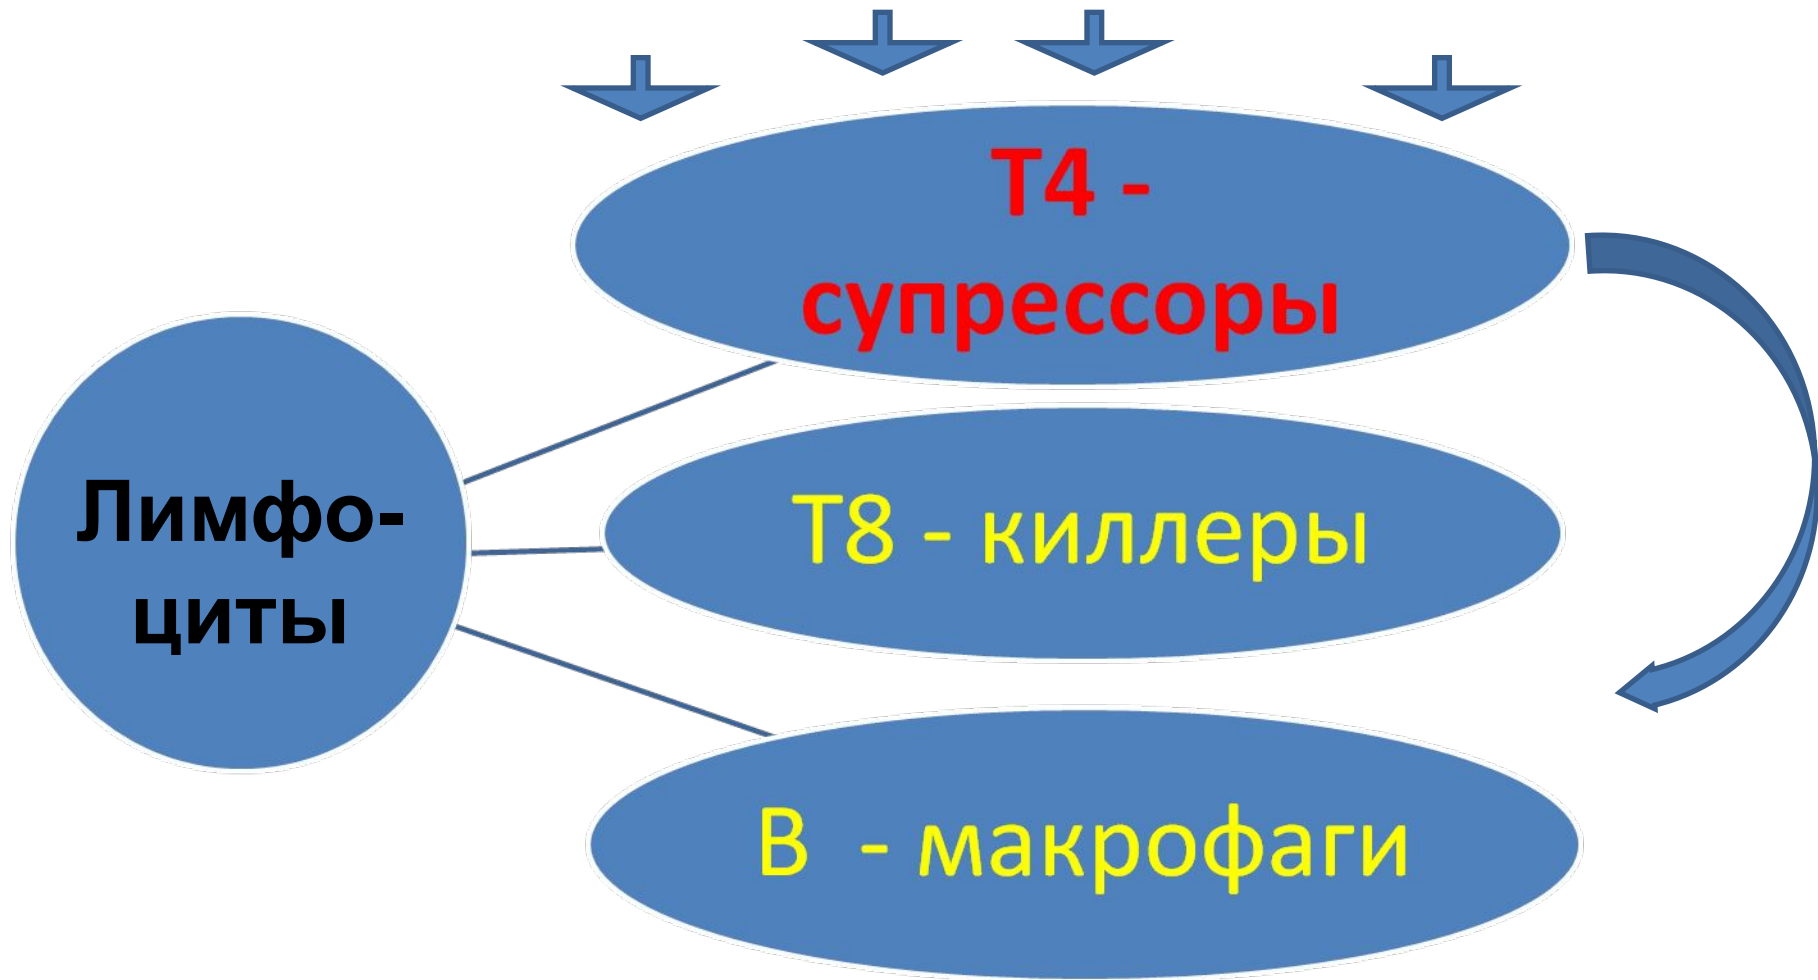 Т4 -
супрессоры
Лимфо-
циты
Т8 - киллеры
В - макрофаги